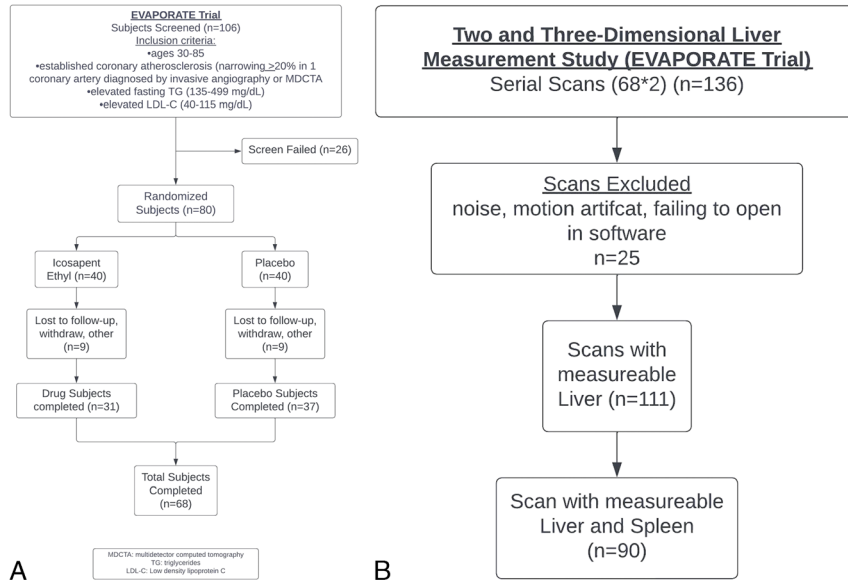 EVAPORATE Trial
Subjects Screened (n=106)
Inclusion criteria:
•ages 30-85
•established coronary atherosclerosis (narrowing >20% in 1
coronary artery diagnosed by invasive angiography or MDCTA
•elevated fasting TG (135-499 mg/dL)
•elevated LDL-C (40-115 mg/dL)
Screen Failed (n=26)
Randomized
Subjects (n=80)
Icosapent
Ethyl (n=40)
Placebo
(n=40)
Lost to follow-up,
withdraw, other
(n=9)
Lost to follow-up,
withdraw, other
(n=9)
Drug Subjects
completed (n=31)
Placebo Subjects
Completed (n=37)
Total Subjects
Completed
(n=68)
MDCTA: multidetector computed tomography
TG: triglycerides
LDL-C: Low density lipoprotein C
A
Two and Three-Dimensional Liver
Measurement Study (EVAPORATE Trial)
Serial Scans (68*2) (n=136)
Scans Excluded
noise, motion artifcat, failing to open
in software
n=25
Scans with
measureable
Liver (n=111)
Scan with measureable
Liver and Spleen
(n=90)
B